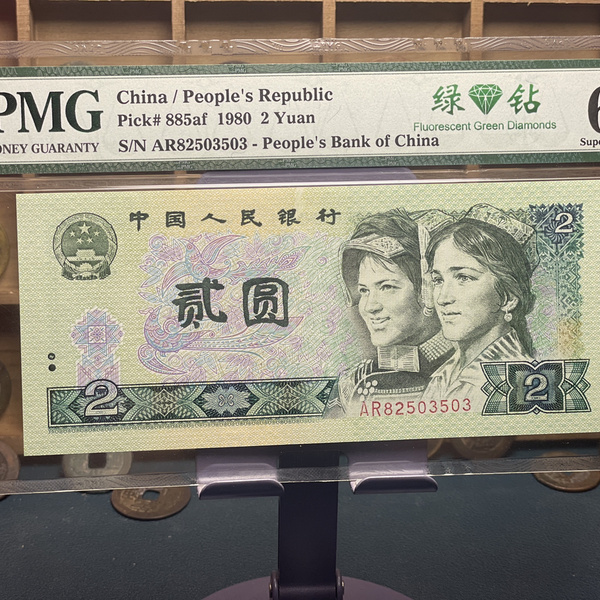 PMG
ONEY GUARANTY
China / People's Republic
Pick# 885af 1980 2 Yuan
S/N AR82503503 - People's Bank of China
绿 钻
Fluorescent Green Diamonds
6
Supe
中国人民银行
2
贰圆
2
AR82503503
2